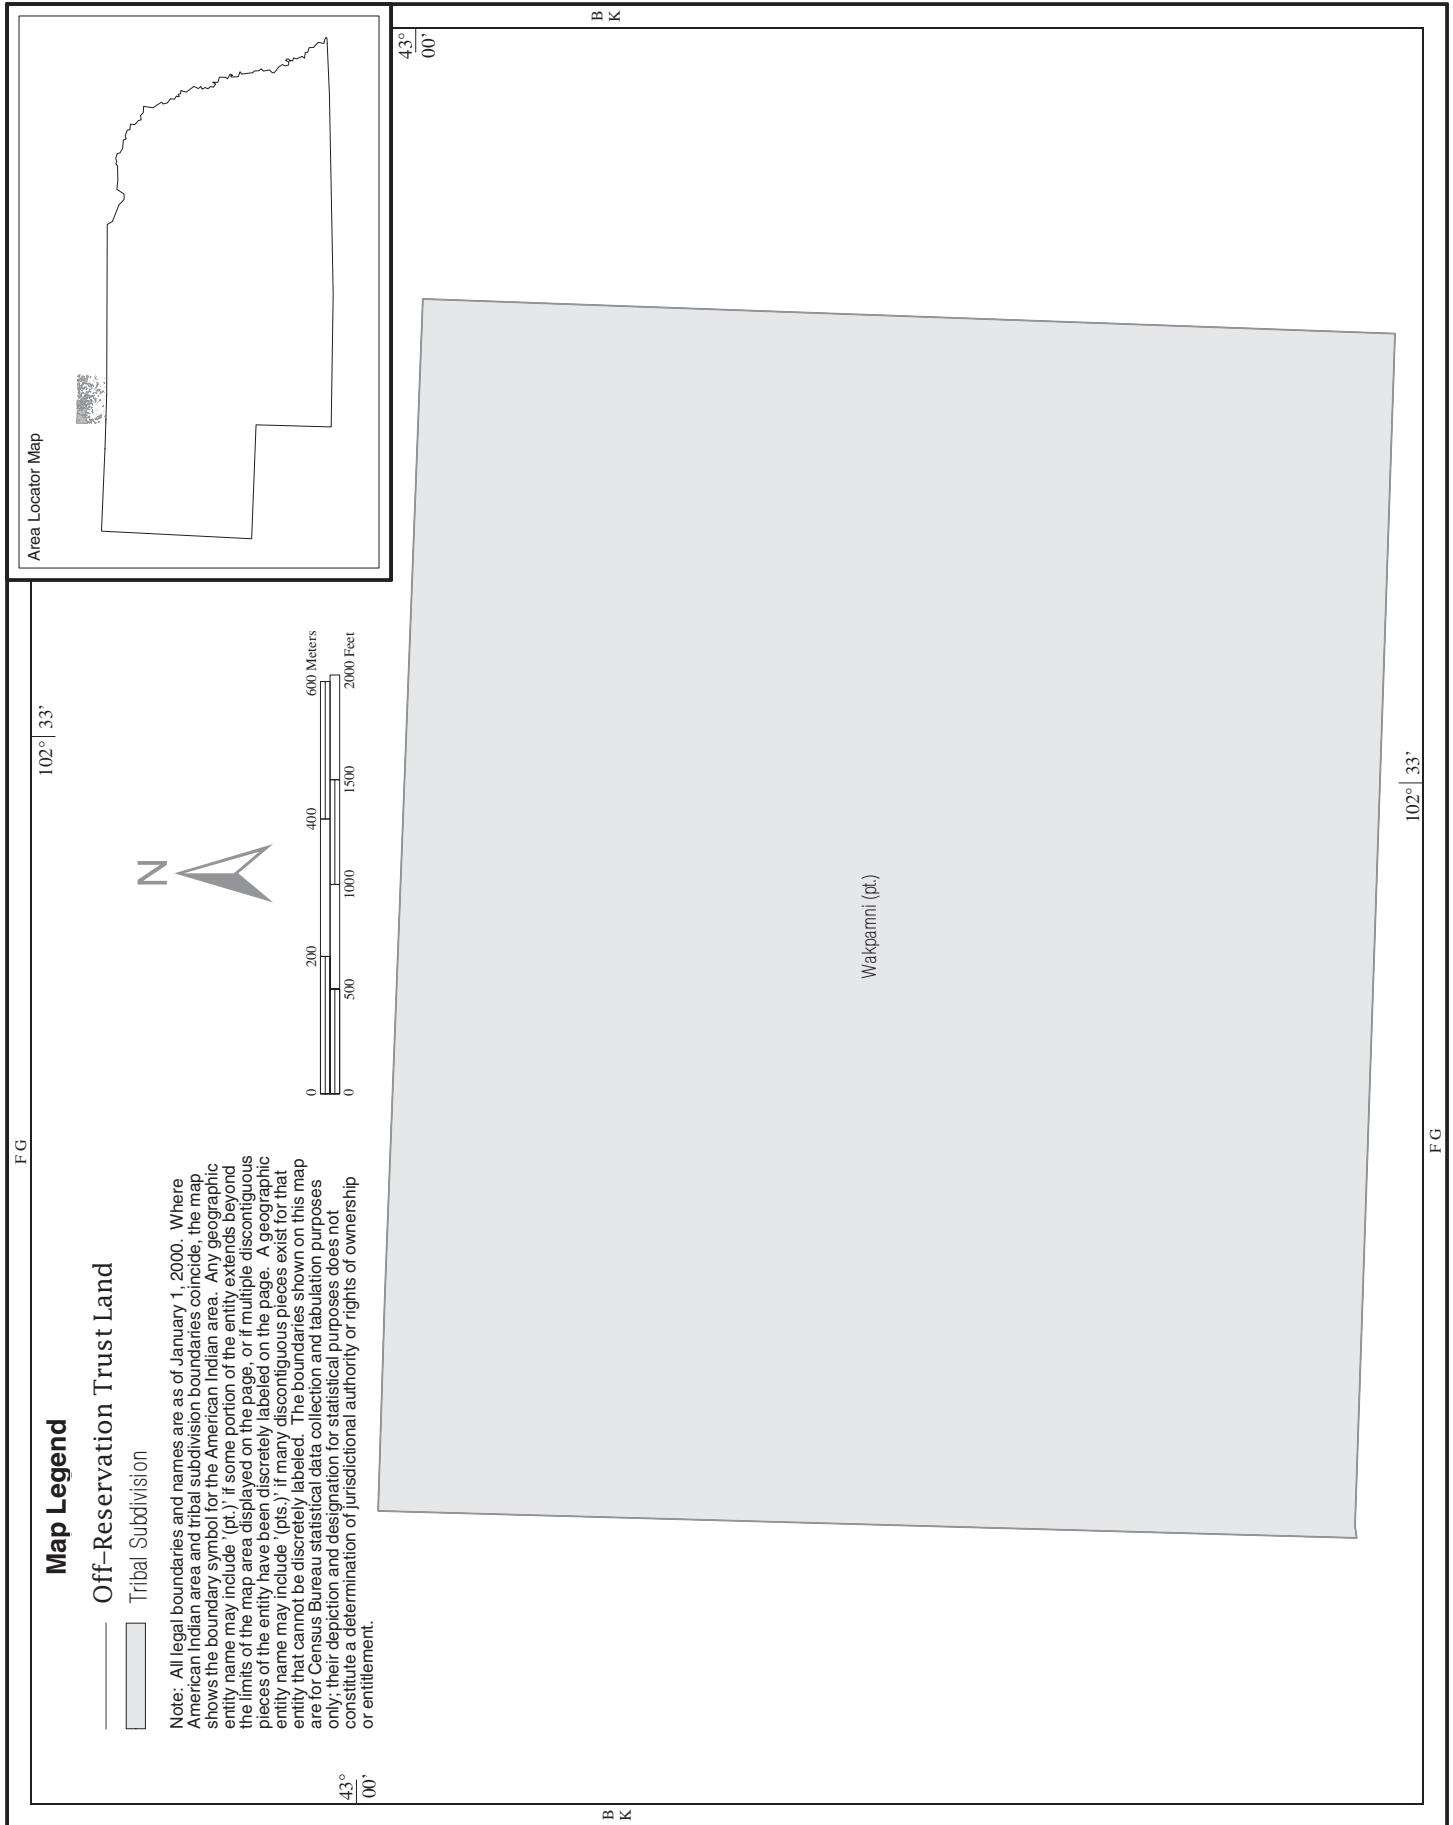 Map Legend
Off–Reservation Trust Land
Tribal Subdivision
Note: All legal boundaries and names are as of January 1, 2000. Where
American Indian area and tribal subdivision boundaries coincide, the map
shows the boundary symbol for the American Indian area. Any geographic
entity name may include '(pt.)' if some portion of the entity extends beyond
the limits of the map area displayed on the page, or if multiple discontiguous
pieces of the entity have been discretely labeled on the page. A geographic
entity name may include '(pts.)' if many discontiguous pieces exist for that
entity that cannot be discretely labeled. The boundaries shown on this map
are for Census Bureau statistical data collection and tabulation purposes
only; their depiction and designation for statistical purposes does not
constitute a determination of jurisdictional authority or rights of ownership
or entitlement.
F G
N
0 200 400 600 Meters
0 500 1000 1500 2000 Feet
102° 33'
Area Locator Map
43°
00'
43°
00'
B
K
B
K
Wakpamni (pt.)
102° 33'
F G